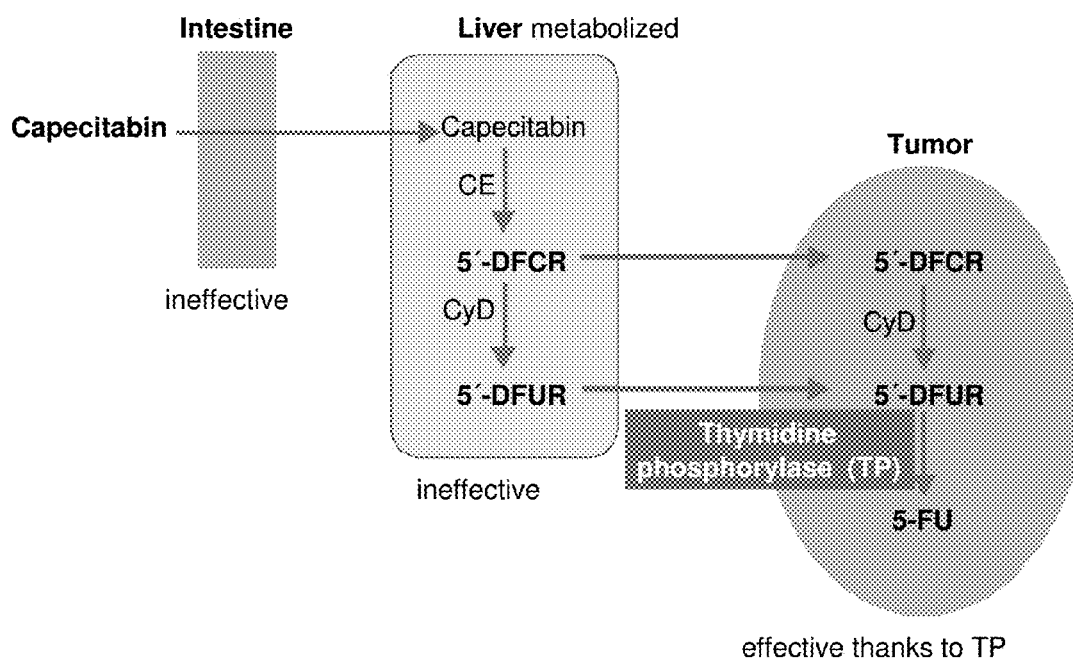 Intestine
Liver metabolized
Capecitabin
Capecitabin
CE
5´-DFCR
CyD
5´-DFUR
ineffective
ineffective
Tumor
5´-DFCR
CyD
5´-DFUR
Thymidine
phosphorylase (TP)
5-FU
effective thanks to TP